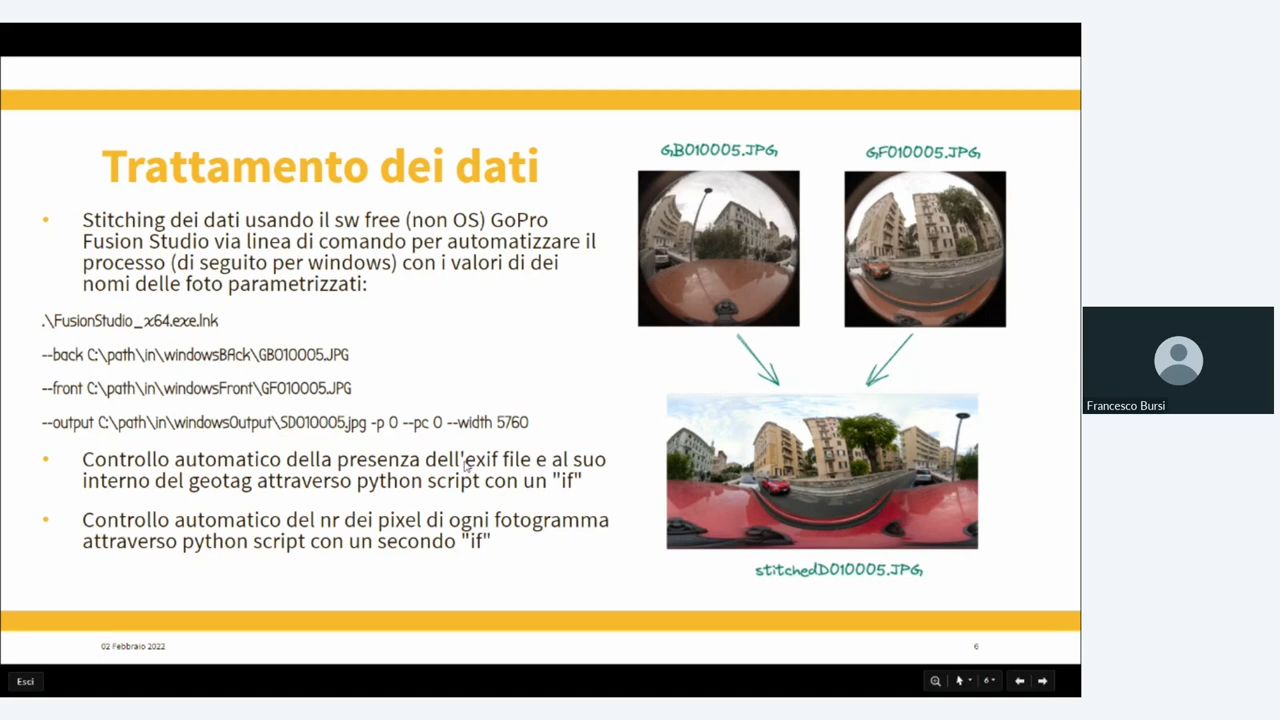 Trattamento dei dati
• Stitching dei dati usando il sw free (non OS) GoPro
Fusion Studio via linea di comando per automatizzare il
processo (di seguito per windows) con i valori di dei
nomi delle foto parametrizzati:
.\FusionStudio_x64.exe.lnk
--back C:\path\in\windowsBAck\GB010005.JPG
--front C:\path\in\windowsFront\GF010005.JPG
--output C:\path\in\windowsOutput\SD010005.jpg -p 0 --pc 0 --width 5760
• Controllo automatico della presenza dell'exif file e al suo
interno del geotag attraverso python script con un "if"
• Controllo automatico del nr dei pixel di ogni fotogramma
attraverso python script con un secondo "if"
GB010005.JPG
GF010005.JPG
stitchedD010005.JPG
02 Febbraio 2022
6
Esci
6
Francesco Bursi